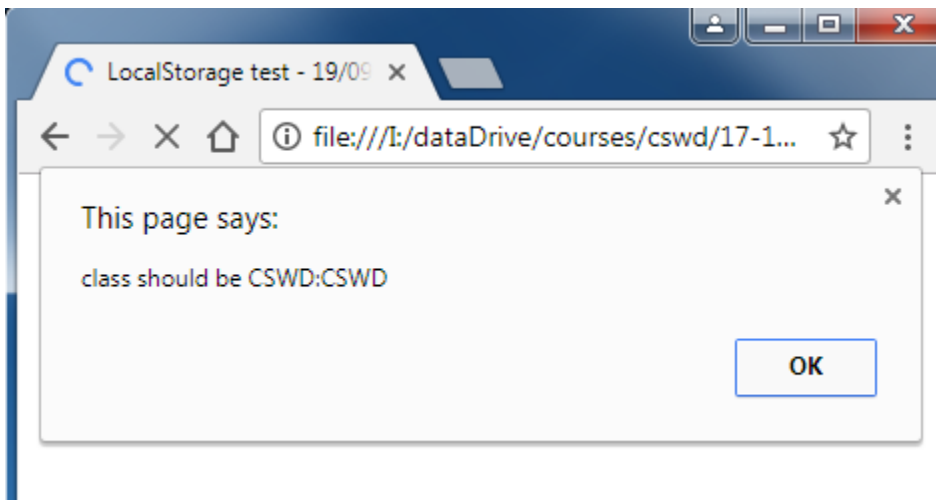 LocalStorage test - 19/09
file:///I:/dataDrive/courses/cswd/17-1...
This page says:
class should be CSWD:CSWD
OK